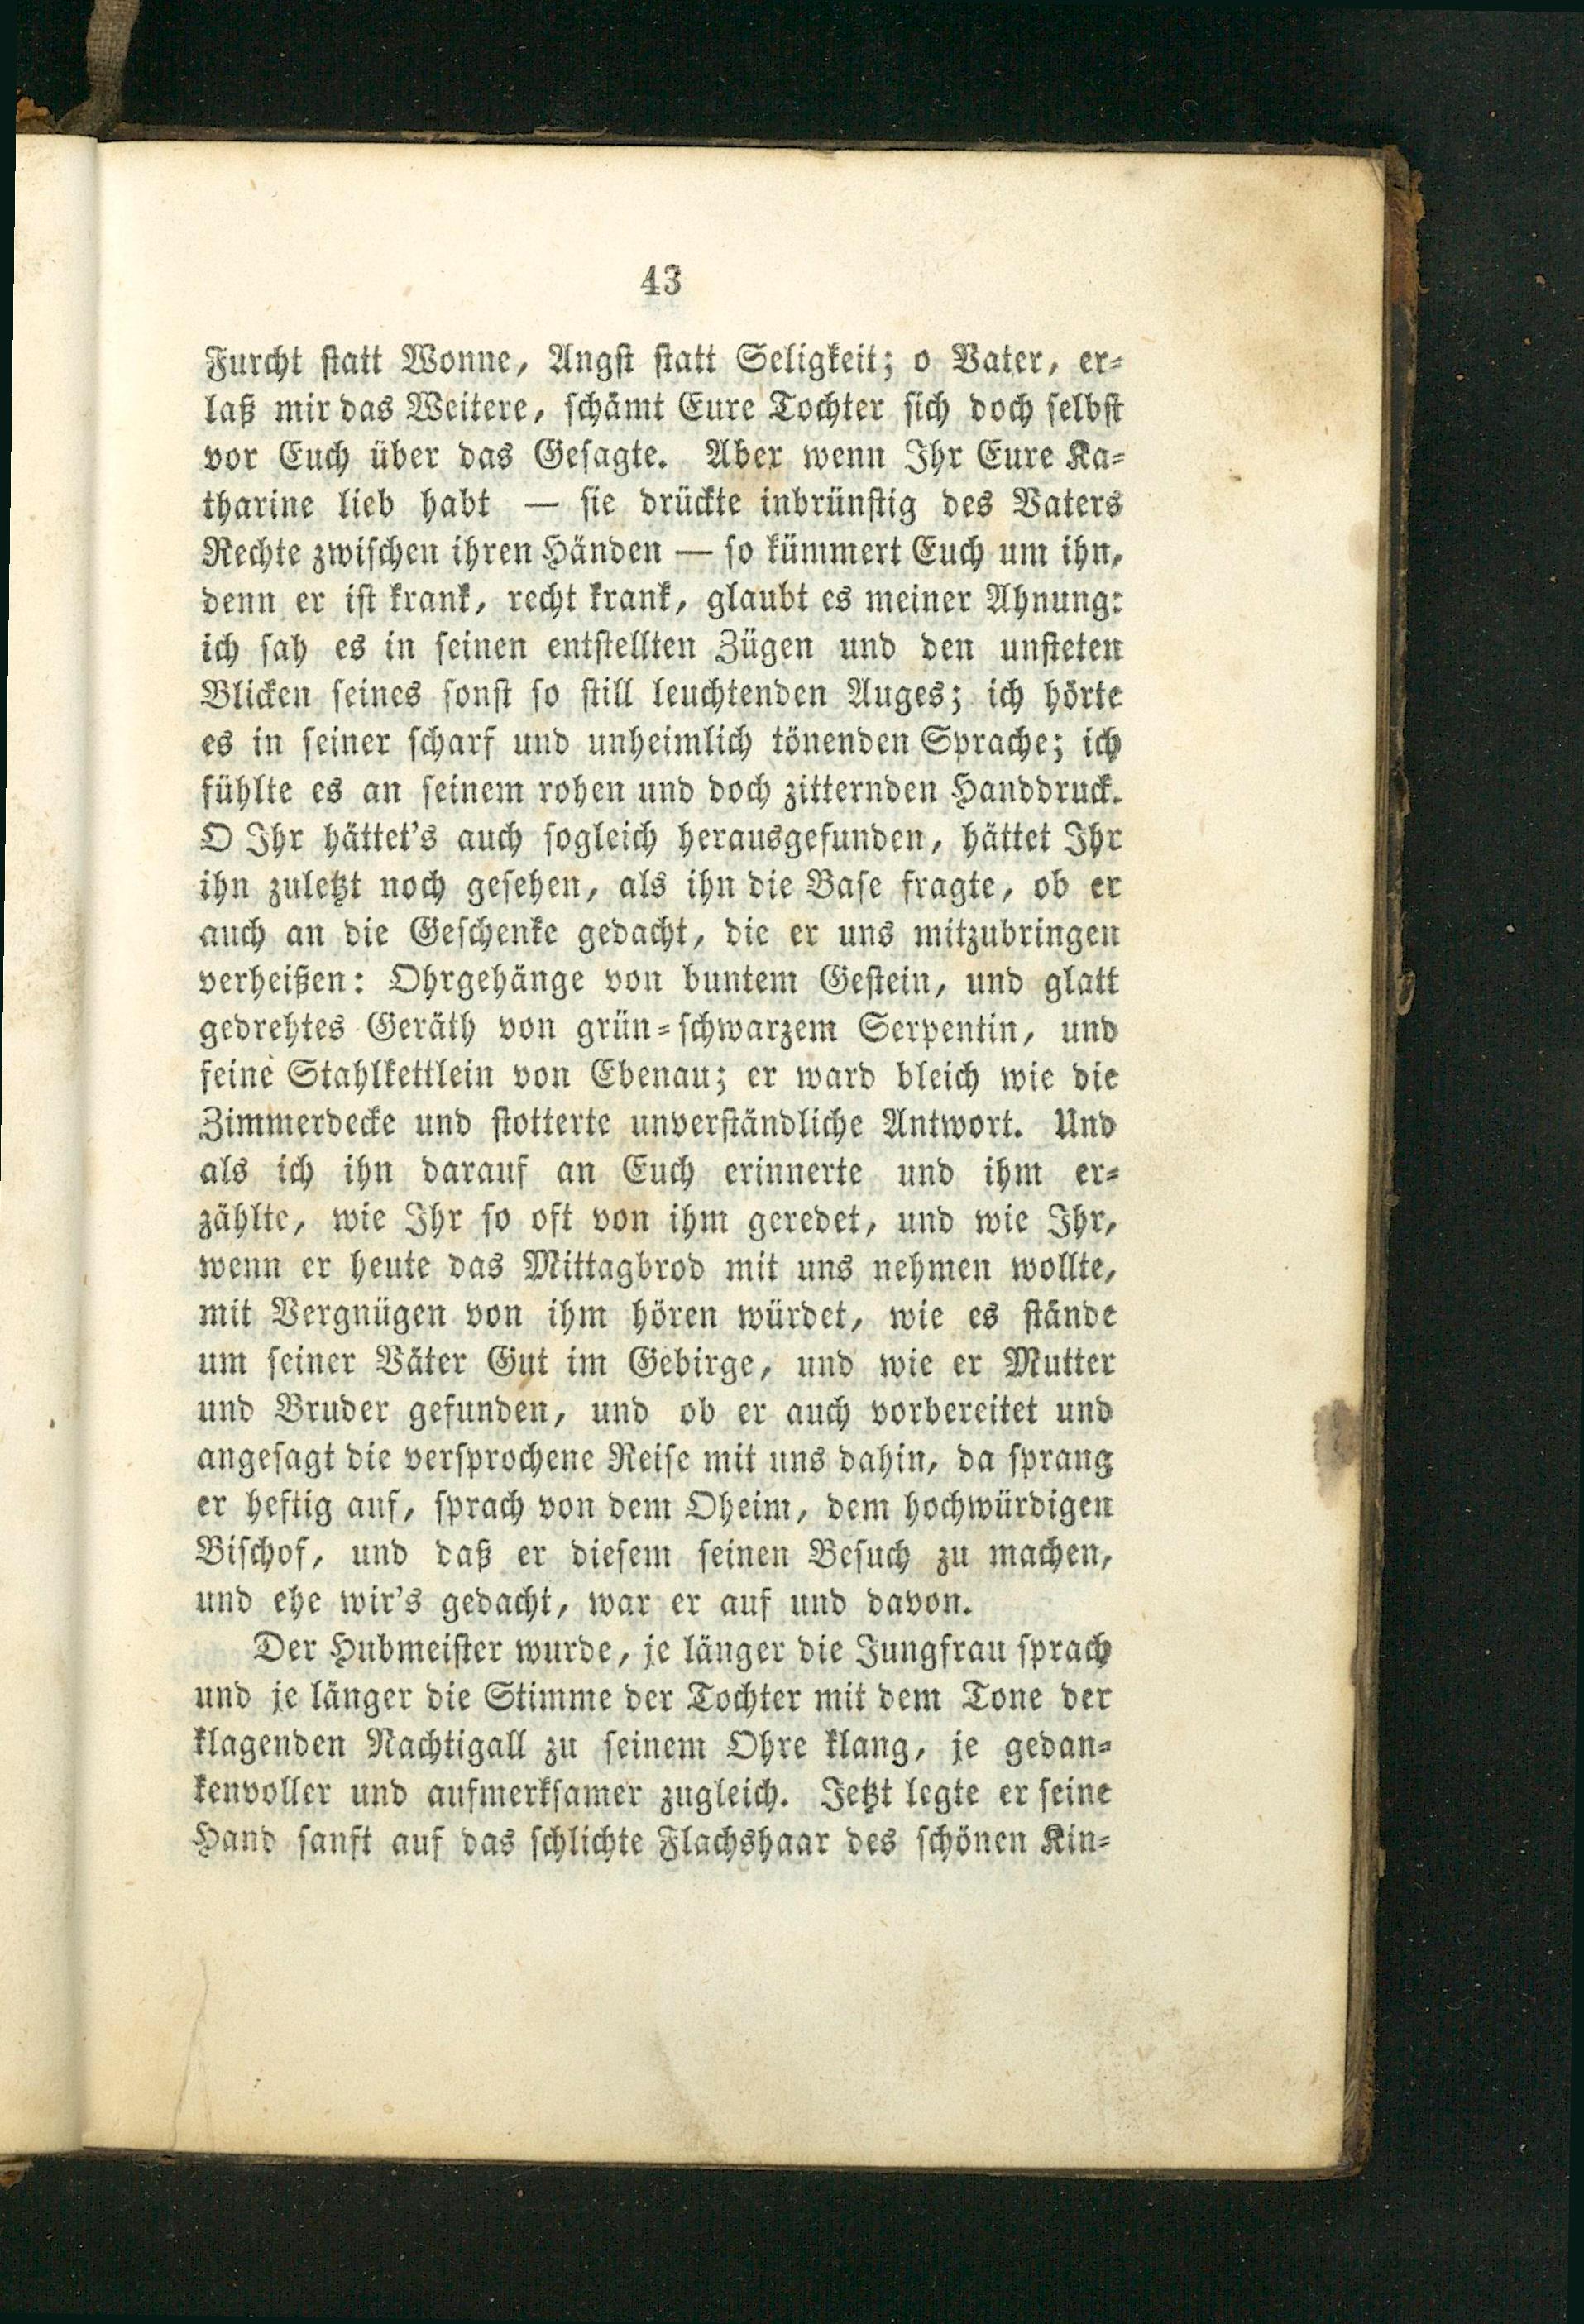 43
Furcht statt Wonne, Angst statt Seligkeit; o Vater, er-
laß mir das Weitere, schämt Eure Tochter sich doch selbst
vor Euch über das Gesagte. Aber wenn Ihr Eure Ka-
tharine lieb habt — sie drückte inbrünstig des Vaters
Rechte zwischen ihren Händen — so kümmert Euch um ihn,
denn er ist krank, recht krank, glaubt es meiner Ahnung:
ich sah es in seinen entstellten Zügen und den unsteten
Blicken seines sonst so still leuchtenden Auges; ich hörte
es in seiner scharf und unheimlich tönenden Sprache; ich
fühlte es an seinem rohen und doch zitternden Handdruck.
O Ihr hättet's auch sogleich herausgefunden, hättet Ihr
ihn zuletzt noch gesehen, als ihn die Base fragte, ob er
auch an die Geschenke gedacht, die er uns mitzubringen
verheißen: Ohrgehänge von buntem Gestein, und glatt
gedrehtes Geräth von grün-schwarzem Serpentin, und
feine Stahlkettlein von Ebenau; er ward bleich wie die
Zimmerdecke und stotterte unverständliche Antwort. Und
als ich ihn darauf an Euch erinnerte und ihm er-
zählte, wie Ihr so oft von ihm geredet, und wie Ihr,
wenn er heute das Mittagbrod mit uns nehmen wollte,
mit Vergnügen von ihm hören würdet, wie es stände
um seiner Väter Gut im Gebirge, und wie er Mutter
und Bruder gefunden, und ob er auch vorbereitet und
angesagt die versprochene Reise mit uns dahin, da sprang
er heftig auf, sprach von dem Oheim, dem hochwürdigen
Bischof, und daß er diesem seinen Besuch zu machen,
und ehe wir's gedacht, war er auf und davon.
Der Hubmeister wurde, je länger die Jungfrau sprach
und je länger die Stimme der Tochter mit dem Tone der
klagenden Nachtigall zu seinem Ohre klang, je gedan-
kenvoller und aufmerksamer zugleich. Jetzt legte er seine
Hand sanft auf das schlichte Flachshaar des schönen Kin-